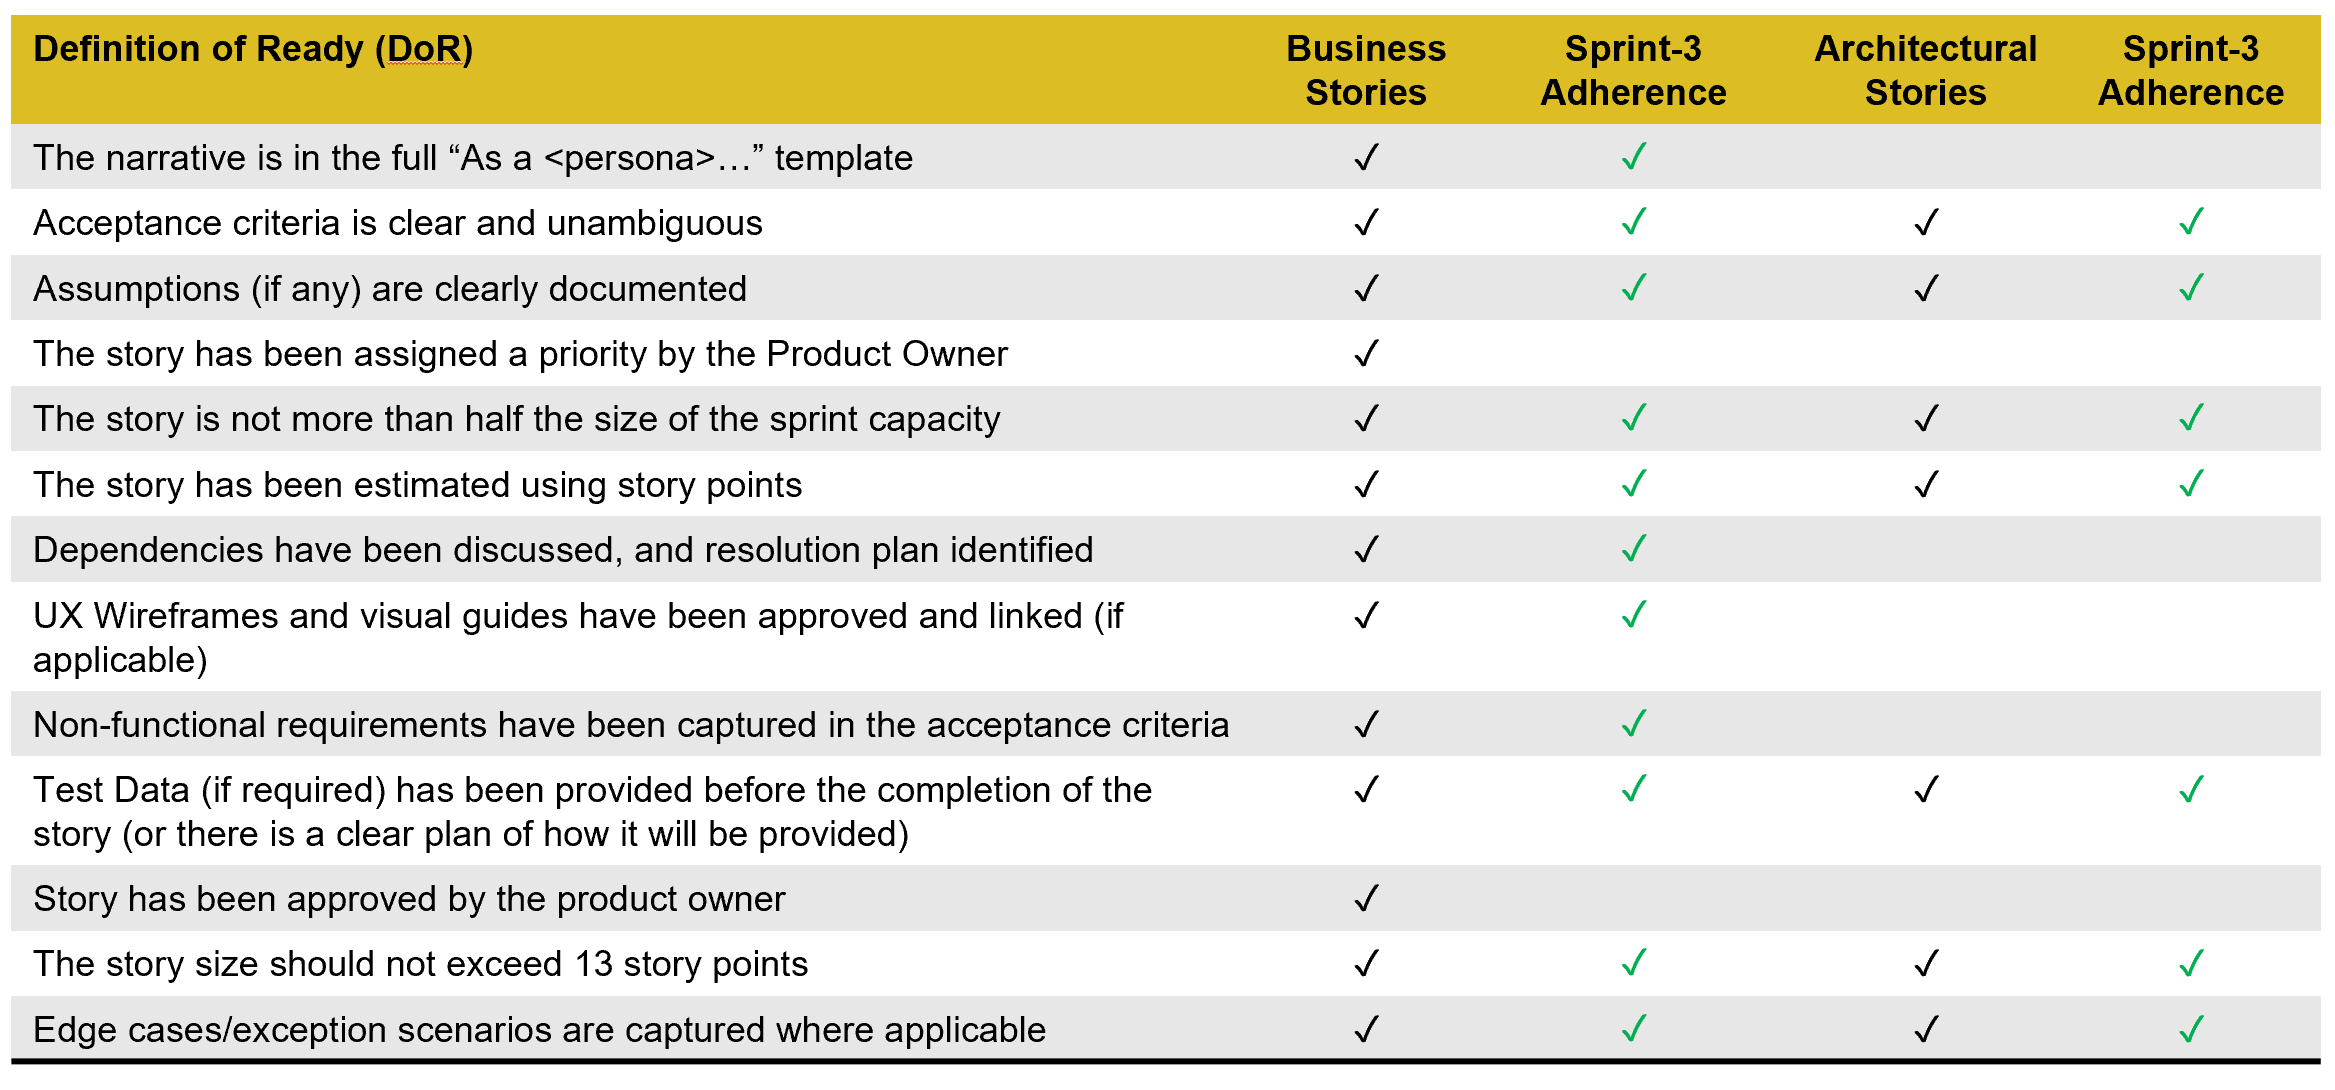 Definition of Ready (DoR) Business Stories Sprint-3 Adherence Architectural Stories Sprint-3 Adherence
The narrative is in the full “As a <persona>…” template ✓ ✓
Acceptance criteria is clear and unambiguous ✓ ✓ ✓ ✓
Assumptions (if any) are clearly documented ✓ ✓ ✓ ✓
The story has been assigned a priority by the Product Owner ✓
The story is not more than half the size of the sprint capacity ✓ ✓ ✓ ✓
The story has been estimated using story points ✓ ✓ ✓ ✓
Dependencies have been discussed, and resolution plan identified ✓ ✓
UX Wireframes and visual guides have been approved and linked (if ✓ ✓
applicable)
Non-functional requirements have been captured in the acceptance criteria ✓ ✓
Test Data (if required) has been provided before the completion of the ✓ ✓ ✓ ✓
story (or there is a clear plan of how it will be provided)
Story has been approved by the product owner ✓
The story size should not exceed 13 story points ✓ ✓ ✓ ✓
Edge cases/exception scenarios are captured where applicable ✓ ✓ ✓ ✓